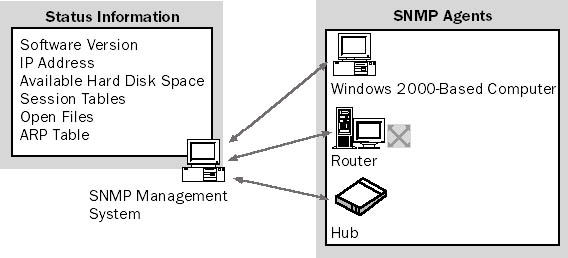 Status Information
Software Version
IP Address
Available Hard Disk Space
Session Tables
Open Files
ARP Table
SNMP Management
System
SNMP Agents
Windows 2000-Based Computer
Router
Hub